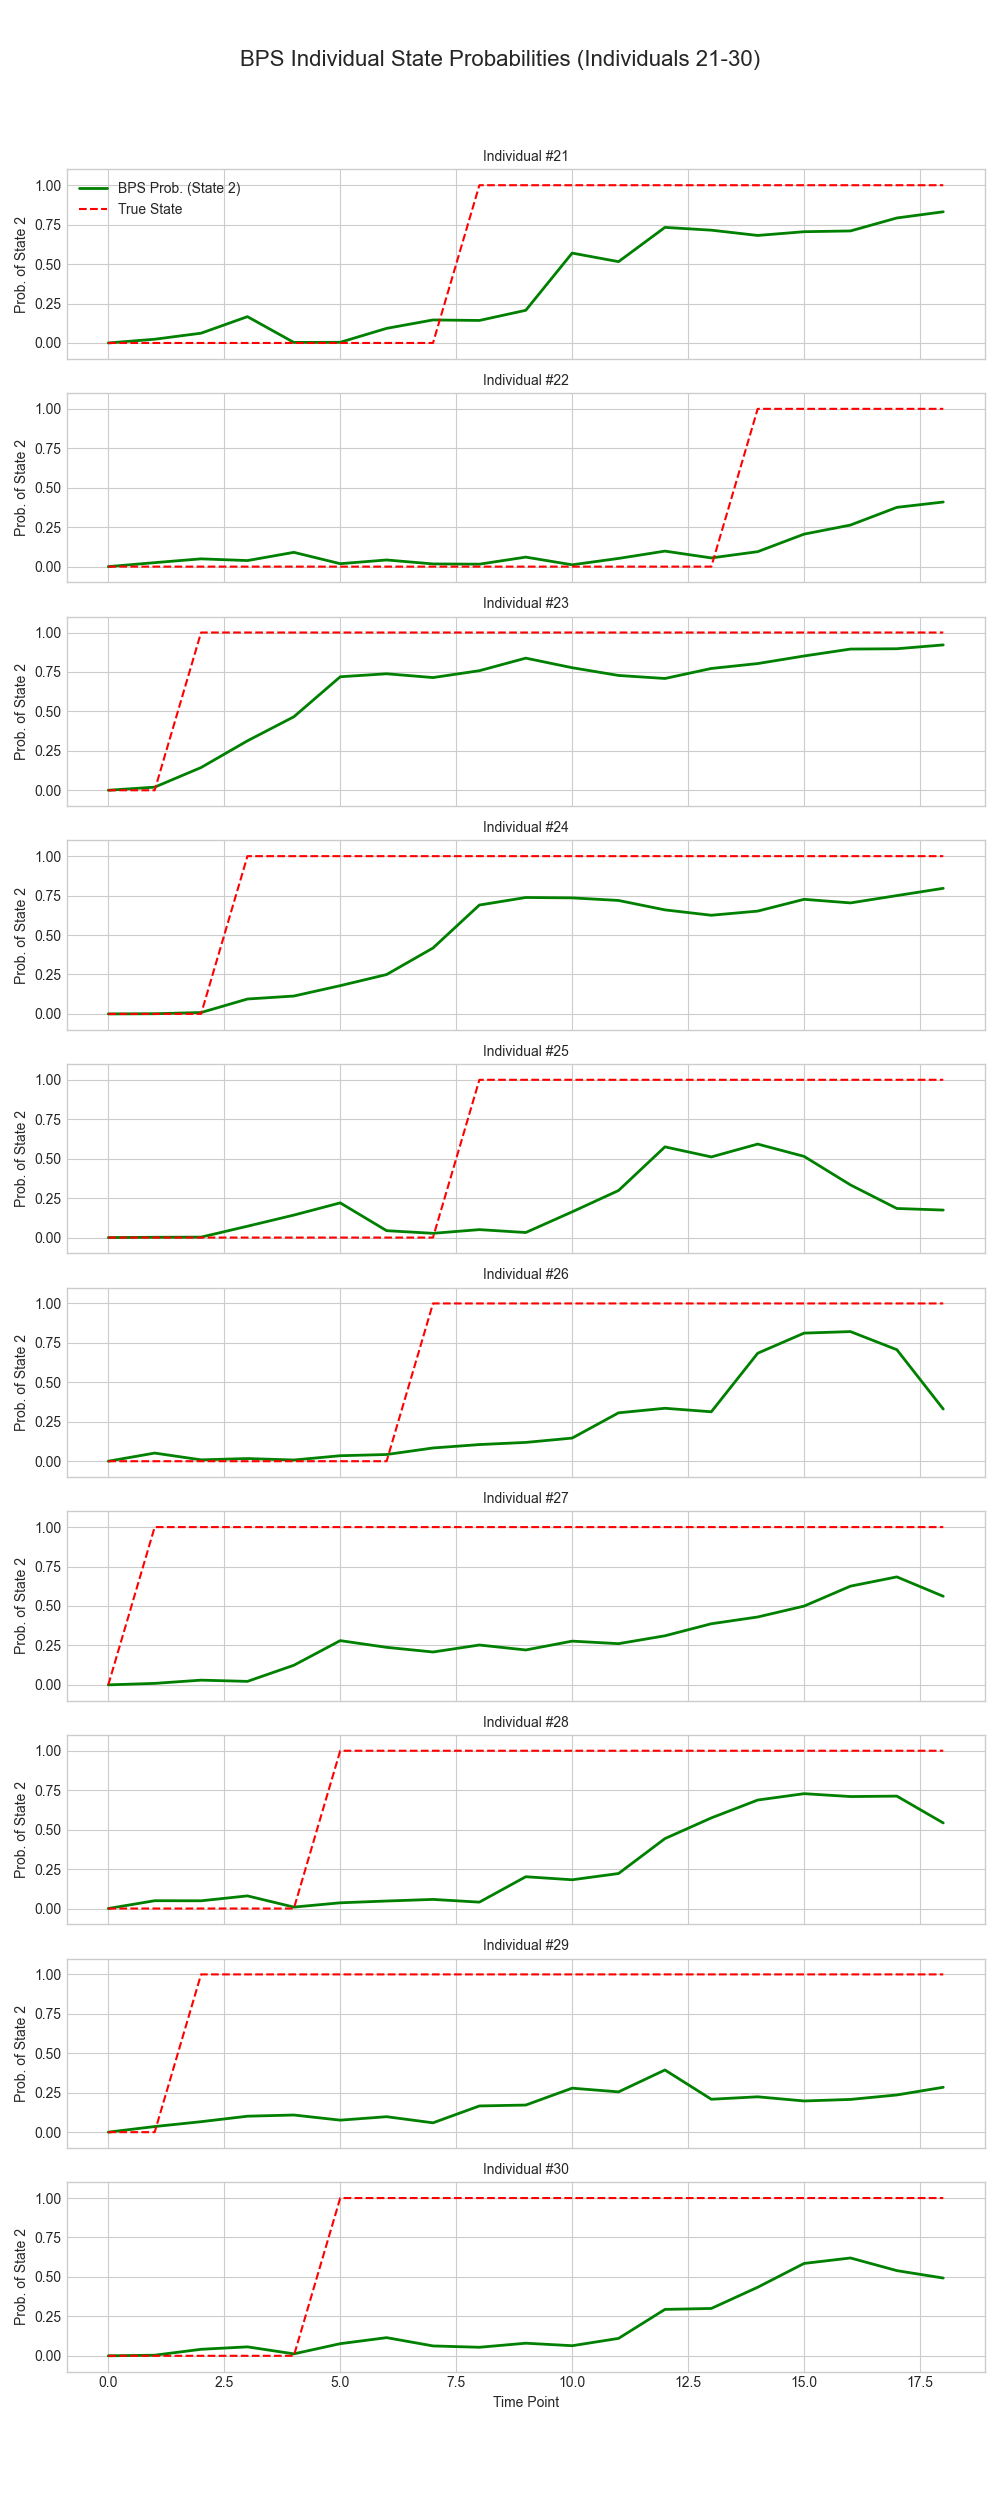 BPS Individual State Probabilities (Individuals 21-30)
Individual #21
BPS Prob. (State 2)
True State
Prob. of State 2
1.00
0.75
0.50
0.25
0.00
Individual #22
Prob. of State 2
1.00
0.75
0.50
0.25
0.00
Individual #23
Prob. of State 2
1.00
0.75
0.50
0.25
0.00
Individual #24
Prob. of State 2
1.00
0.75
0.50
0.25
0.00
Individual #25
Prob. of State 2
1.00
0.75
0.50
0.25
0.00
Individual #26
Prob. of State 2
1.00
0.75
0.50
0.25
0.00
Individual #27
Prob. of State 2
1.00
0.75
0.50
0.25
0.00
Individual #28
Prob. of State 2
1.00
0.75
0.50
0.25
0.00
Individual #29
Prob. of State 2
1.00
0.75
0.50
0.25
0.00
Individual #30
Prob. of State 2
1.00
0.75
0.50
0.25
0.00
0.0 2.5 5.0 7.5 10.0 12.5 15.0 17.5
Time Point